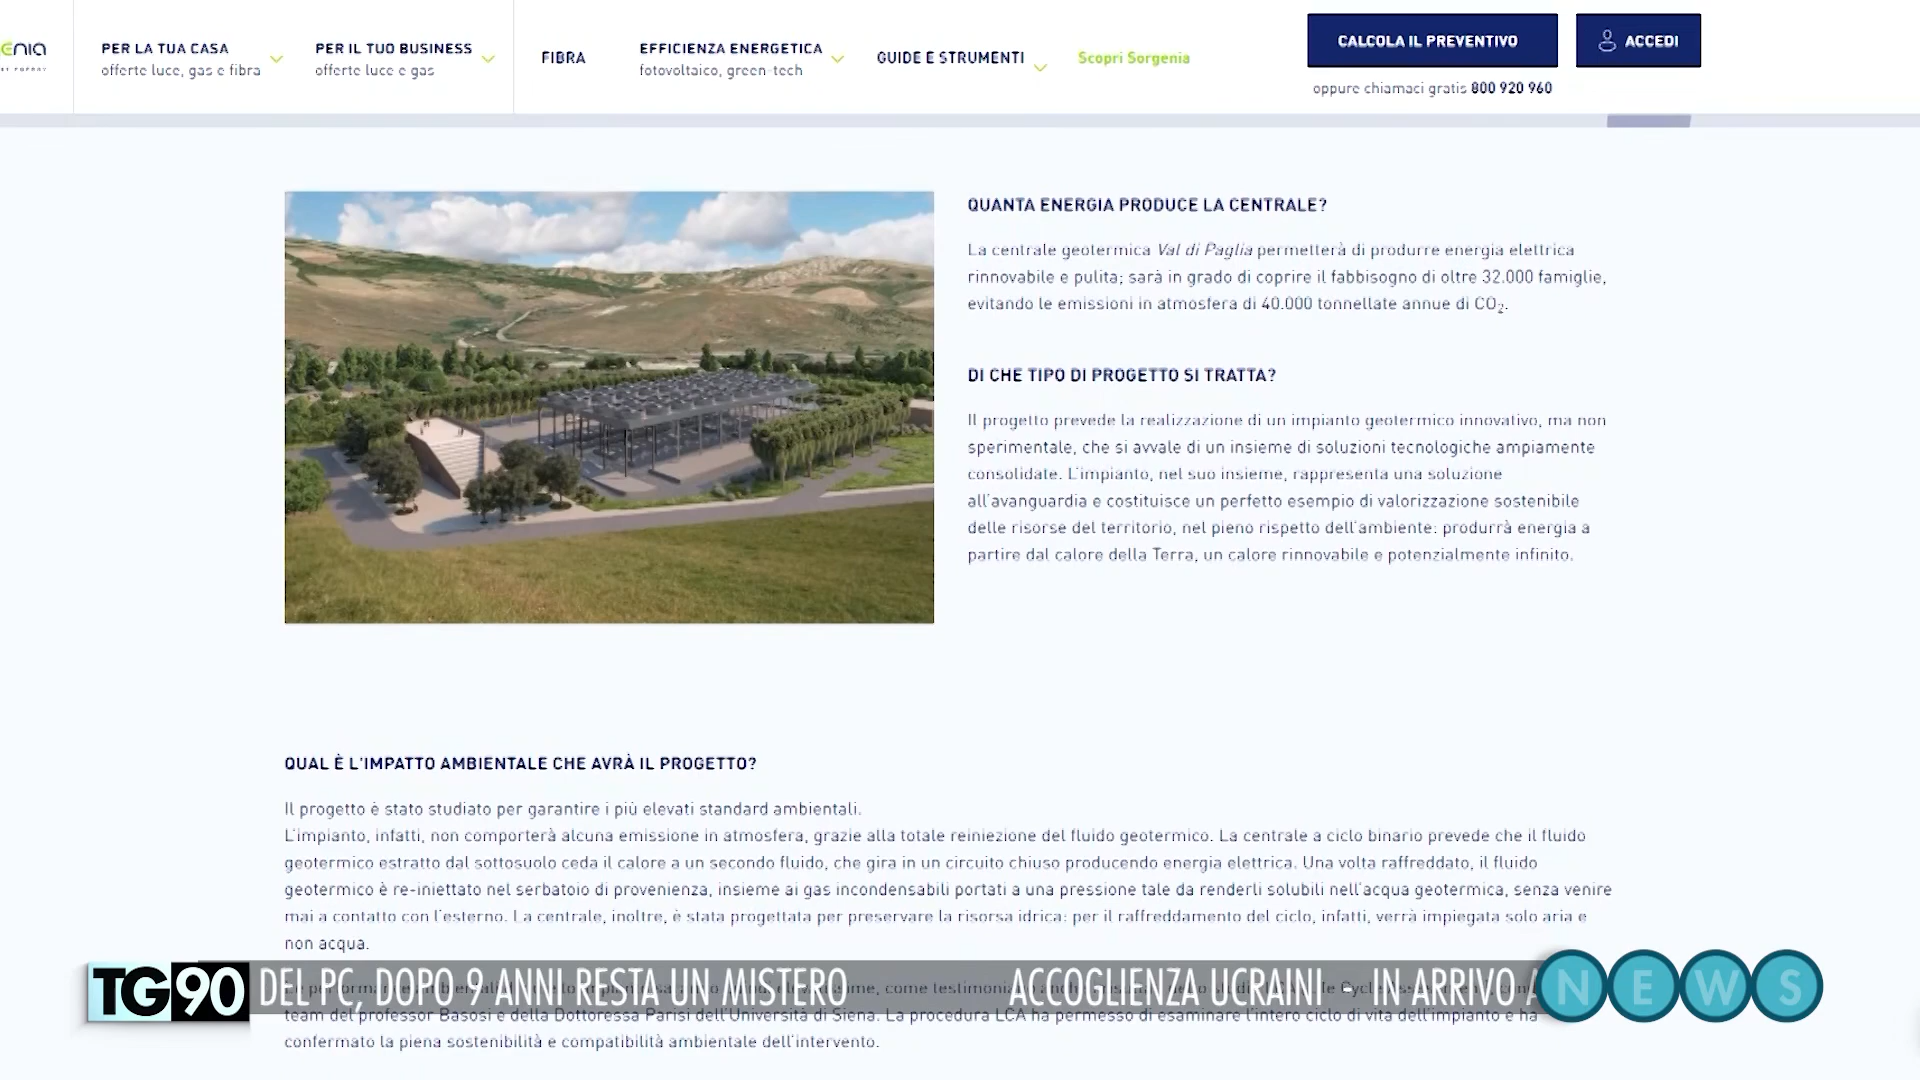 enia
PER LA TUA CASA
offerte luce, gas e fibra
PER IL TUO BUSINESS
offerte luce e gas
FIBRA
EFFICIENZA ENERGETICA
fotovoltaico, green-tech
GUIDE E STRUMENTI
Scopri Sorgenia
CALCOLA IL PREVENTIVO
ACCEDI
oppure chiamaci gratis 800 920 960
QUANTA ENERGIA PRODUCE LA CENTRALE?
La centrale geotermica Val di Paglia permetterà di produrre energia elettrica
rinnovabile e pulita; sarà in grado di coprire il fabbisogno di oltre 32.000 famiglie,
evitando le emissioni in atmosfera di 40.000 tonnellate annue di CO₂.
DI CHE TIPO DI PROGETTO SI TRATTA?
Il progetto prevede la realizzazione di un impianto geotermico innovativo, ma non
sperimentale, che si avvale di un insieme di soluzioni tecnologiche ampiamente
consolidate. L'impianto, nel suo insieme, rappresenta una soluzione
all'avanguardia e costituisce un perfetto esempio di valorizzazione sostenibile
delle risorse del territorio, nel pieno rispetto dell'ambiente: produrrà energia a
partire dal calore della Terra, un calore rinnovabile e potenzialmente infinito.
QUAL È L'IMPATTO AMBIENTALE CHE AVRÀ IL PROGETTO?
Il progetto è stato studiato per garantire i più elevati standard ambientali.
L'impianto, infatti, non comporterà alcuna emissione in atmosfera, grazie alla totale reiniezione del fluido geotermico. La centrale a ciclo binario prevede che il fluido
geotermico estratto dal sottosuolo ceda il calore a un secondo fluido, che gira in un circuito chiuso producendo energia elettrica. Una volta raffreddato, il fluido
geotermico è re-iniettato nel serbatoio di provenienza, insieme ai gas incondensabili portati a una pressione tale da renderli solubili nell'acqua geotermica, senza venire
mai a contatto con l'esterno. La centrale, inoltre, è stata progettata per preservare la risorsa idrica: per il raffreddamento del ciclo, infatti, verrà impiegata solo aria e
non acqua.
TG90 DEL PC, DOPO 9 ANNI RESTA UN MISTERO ACCOGLIENZA UCRAINI - IN ARRIVO A NEWS
come testimoniano
team del professor Basosi e della Dottoressa Parisi dell'Università di Siena. La procedura LCA ha permesso di esaminare l'intero ciclo di vita dell'impianto e ha
confermato la piena sostenibilità e compatibilità ambientale dell'intervento.